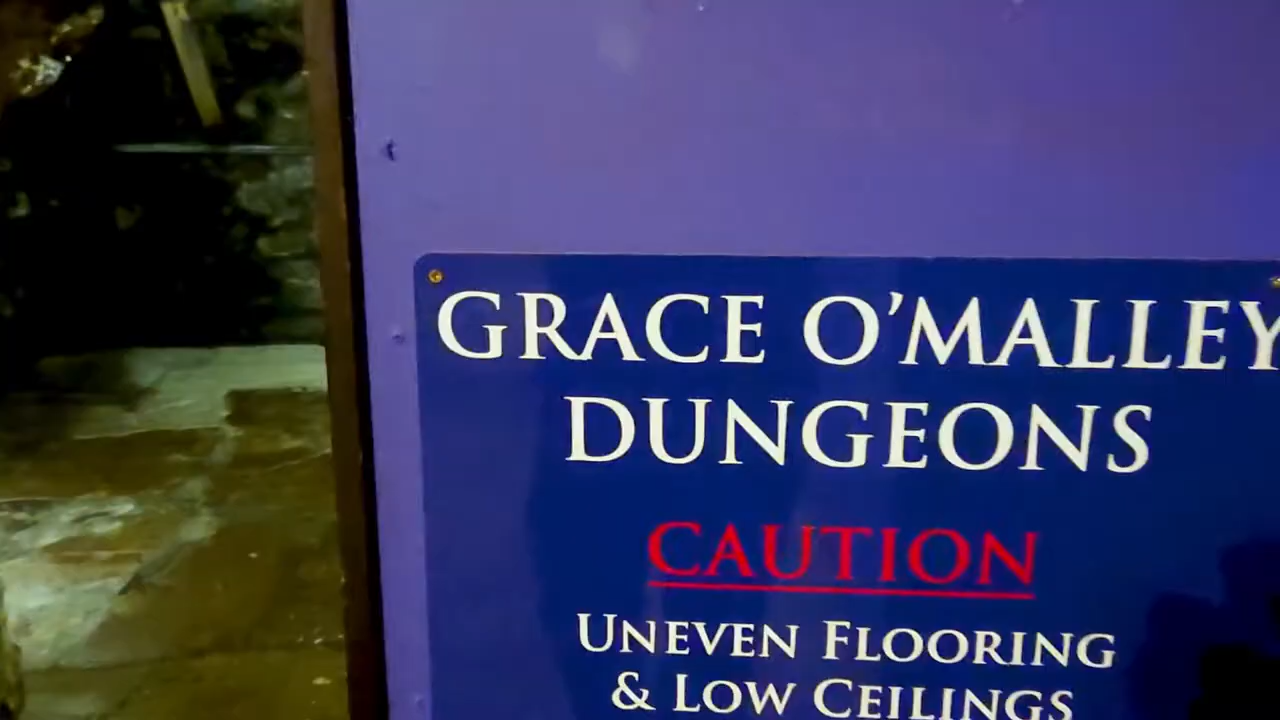 GRACE O'MALLEY
DUNGEONS
CAUTION
UNEVEN FLOORING
& LOW CEILINGS